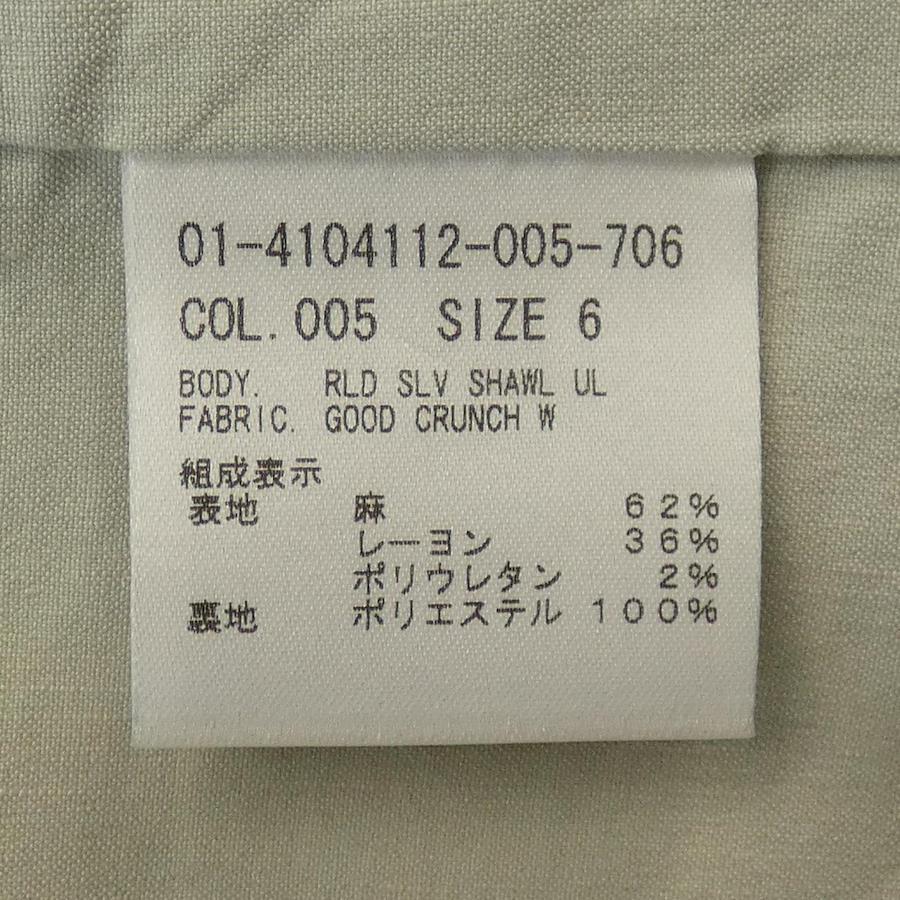 01-4104112-005-706
COL. 005 SIZE 6
BODY. RLD SLV SHAWL UL
FABRIC. GOOD CRUNCH W
組成表示
表地 麻 62%
レーヨン 36%
ポリウレタン 2%
裏地 ポリエステル 100%